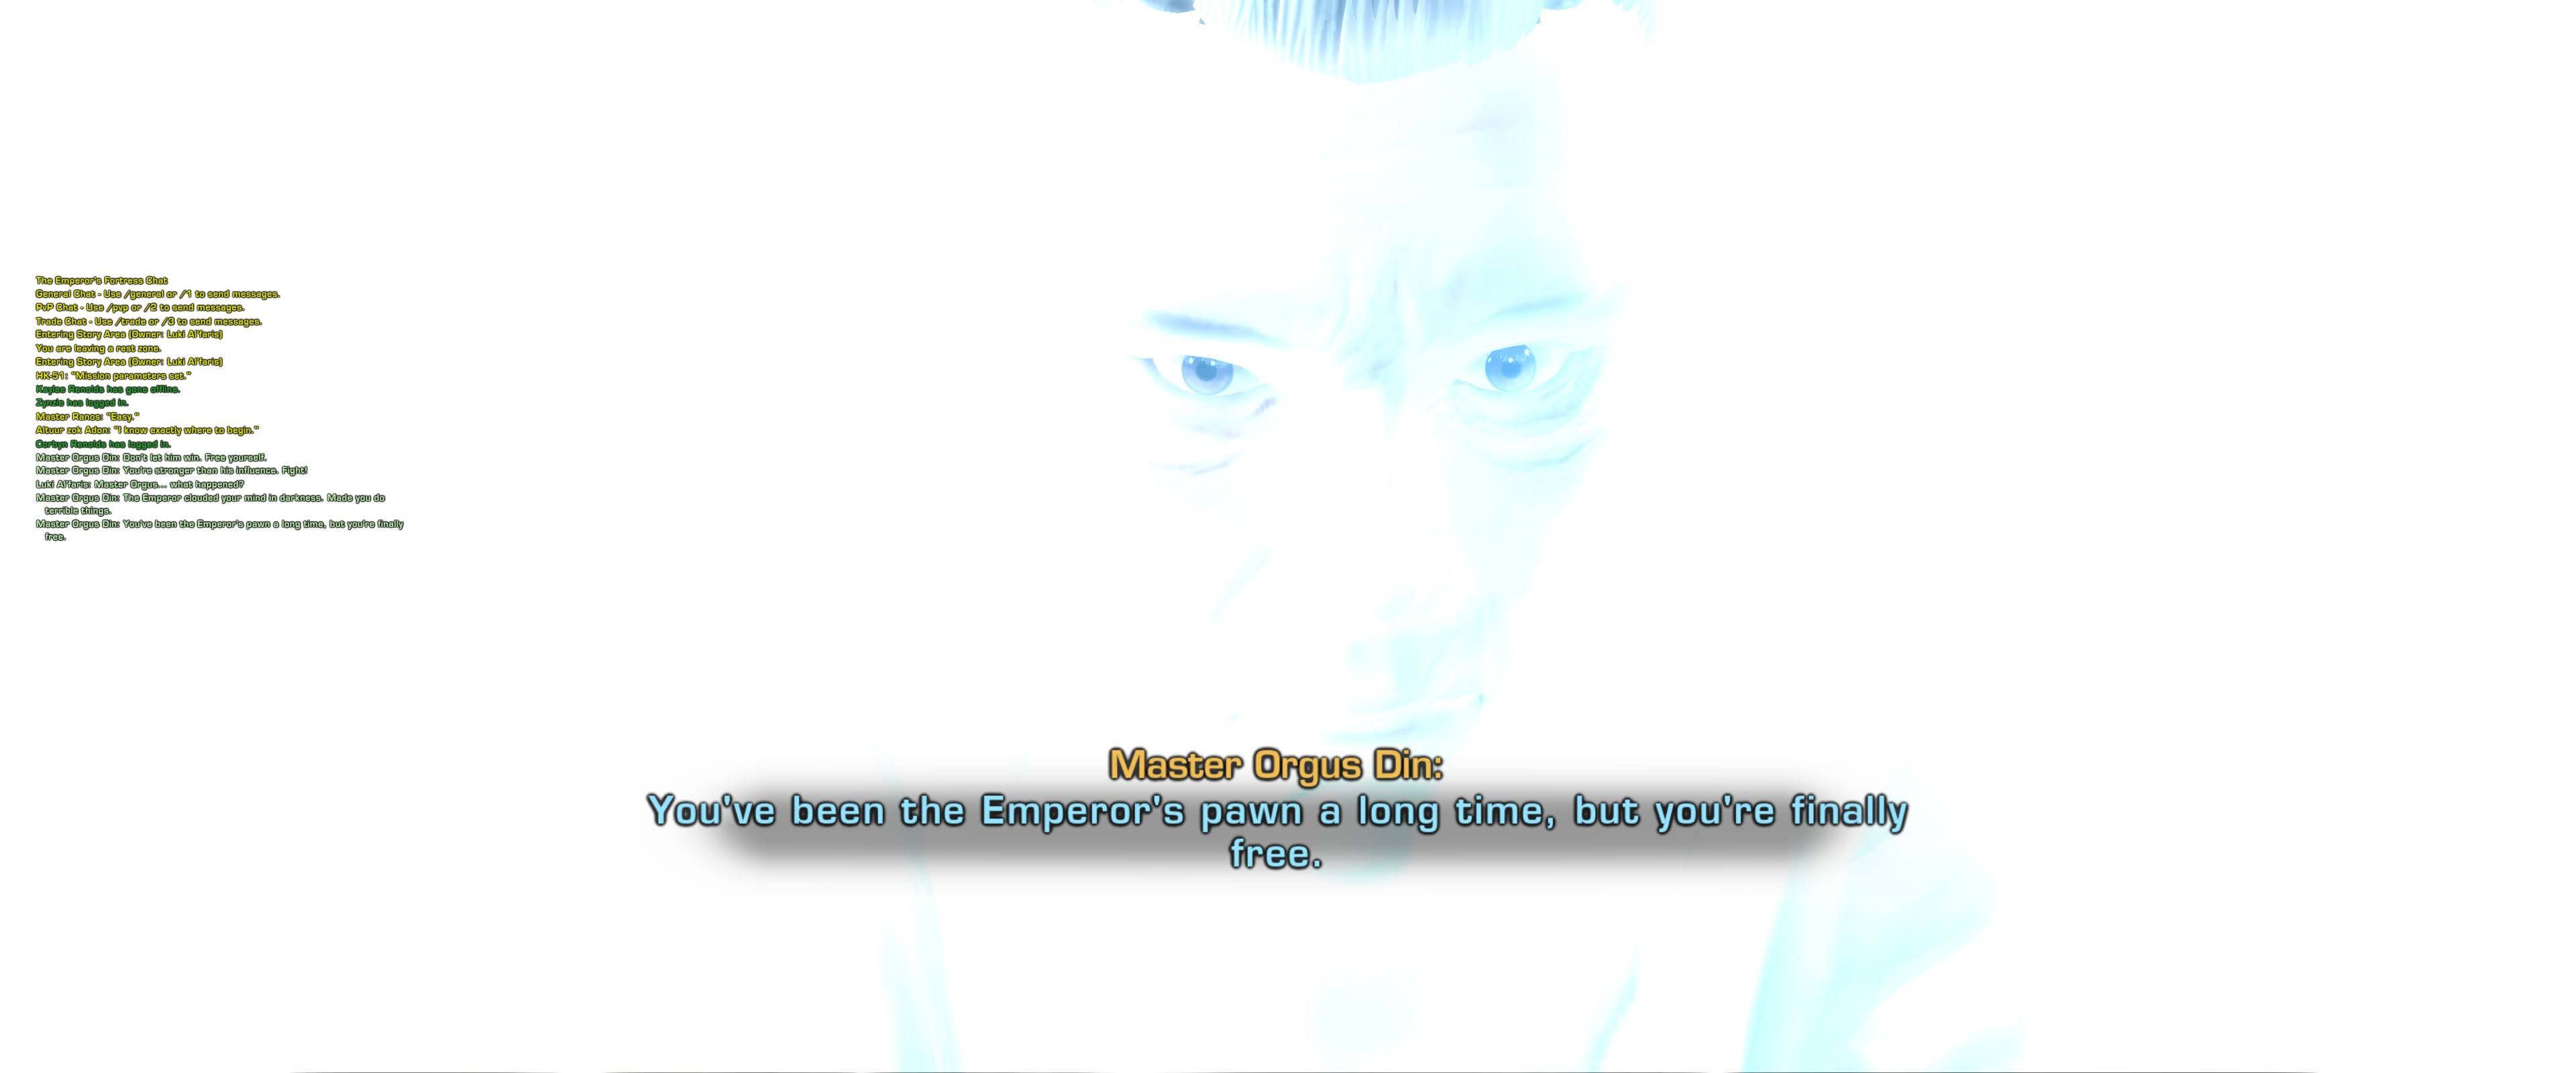 The Emperor's Fortress Chat
General Chat - Use /general or /1 to send messages.
PvP Chat - Use /pvp or /2 to send messages.
Trade Chat - Use /trade or /3 to send messages.
Entering Story Area (Owner: Luki Al'faris)
You are leaving a rest zone.
Entering Story Area (Owner: Luki Al'faris)
HK-51: "Mission parameters set."
Kaylee Renolds has gone offline.
Zynzie has logged in.
Master Ranos: "Easy."
Altuur zok Adon: "I know exactly where to begin."
Corbyn Renolds has logged in.
Master Orgus Din: Don't let him win. Free yourself.
Master Orgus Din: You're stronger than his influence. Fight!
Luki Al'faris: Master Orgus... what happened?
Master Orgus Din: The Emperor clouded your mind in darkness. Made you do
terrible things.
Master Orgus Din: You've been the Emperor's pawn a long time, but you're finally
free.
Master Orgus Din:
You've been the Emperor's pawn a long time, but you're finally
free.